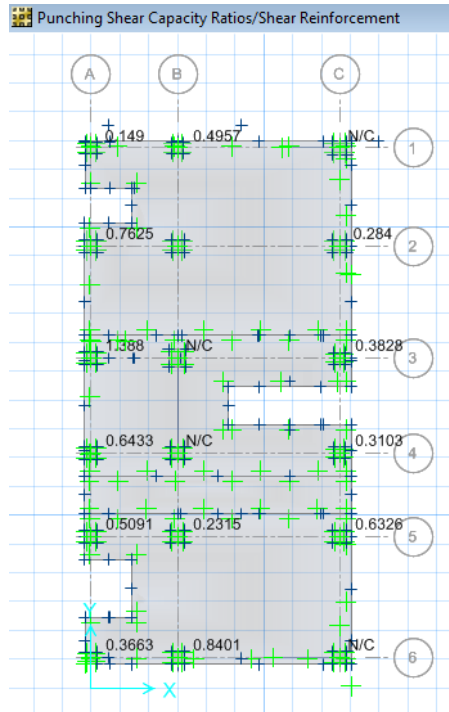 Punching Shear Capacity Ratios/Shear Reinforcement
A B C
0.149 0.4957 N/C 1
0.7625 0.284 2
1.388 N/C 0.3828 3
0.6433 N/C 0.3103 4
0.5091 0.2315 0.6326 5
Y
0.3663 0.8401 N/C 6
X